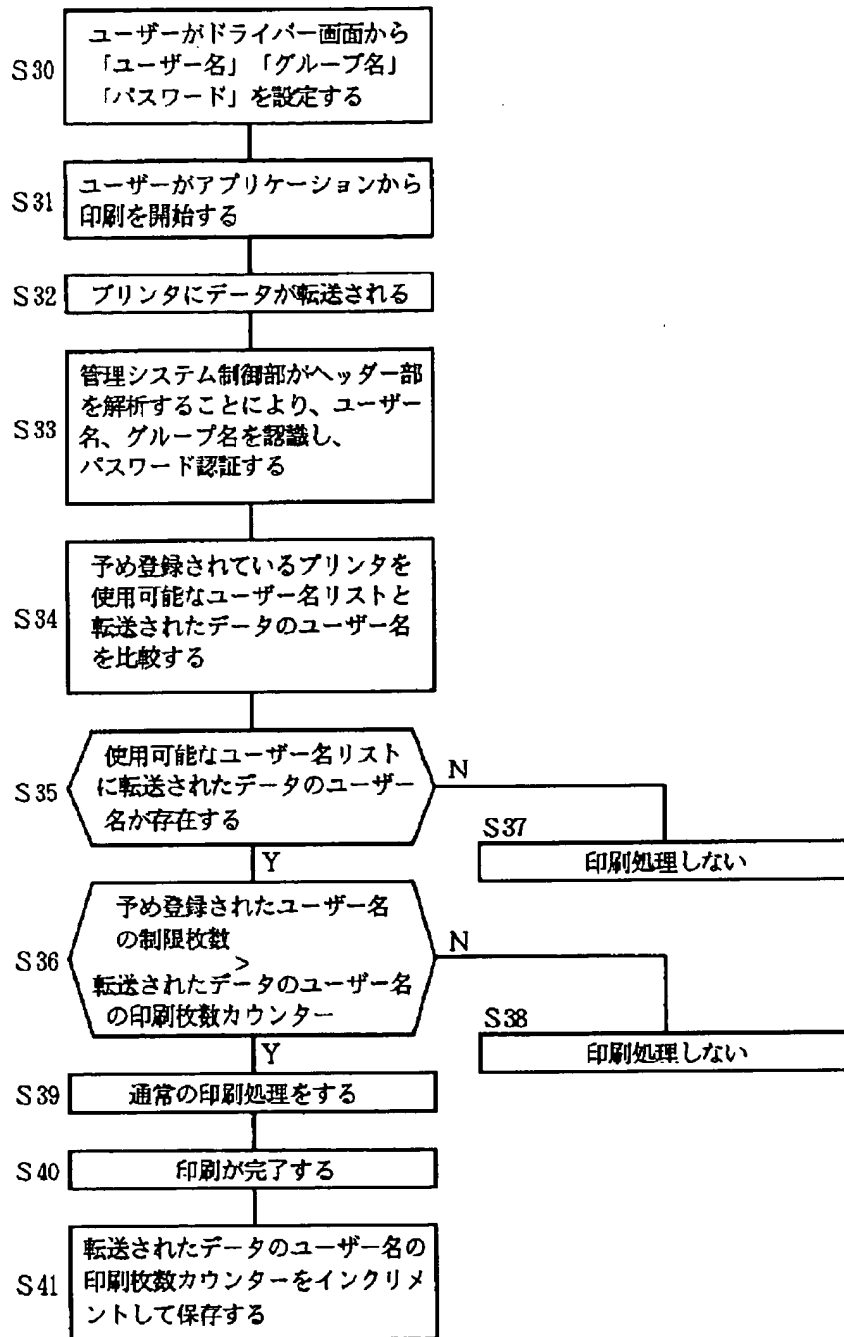 S30
ユーザーがドライバー画面から
「ユーザー名」「グループ名」
「パスワード」を設定する
S31
ユーザーがアプリケーションから
印刷を開始する
S32
プリンタにデータが転送される
S33
管理システム制御部がヘッダー部
を解析することにより、ユーザー
名、グループ名を認識し、
パスワード認証する
S34
予め登録されているプリンタを
使用可能なユーザー名リストと
転送されたデータのユーザー名
を比較する
S35
使用可能なユーザー名リスト
に転送されたデータのユーザー
名が存在する
N
Y
S37
印刷処理しない
S36
予め登録されたユーザー名
の制限枚数
>
転送されたデータのユーザー名
の印刷枚数カウンター
N
Y
S38
印刷処理しない
S39
通常の印刷処理をする
S40
印刷が完了する
S41
転送されたデータのユーザー名の
印刷枚数カウンターをインクリメ
ントして保存する